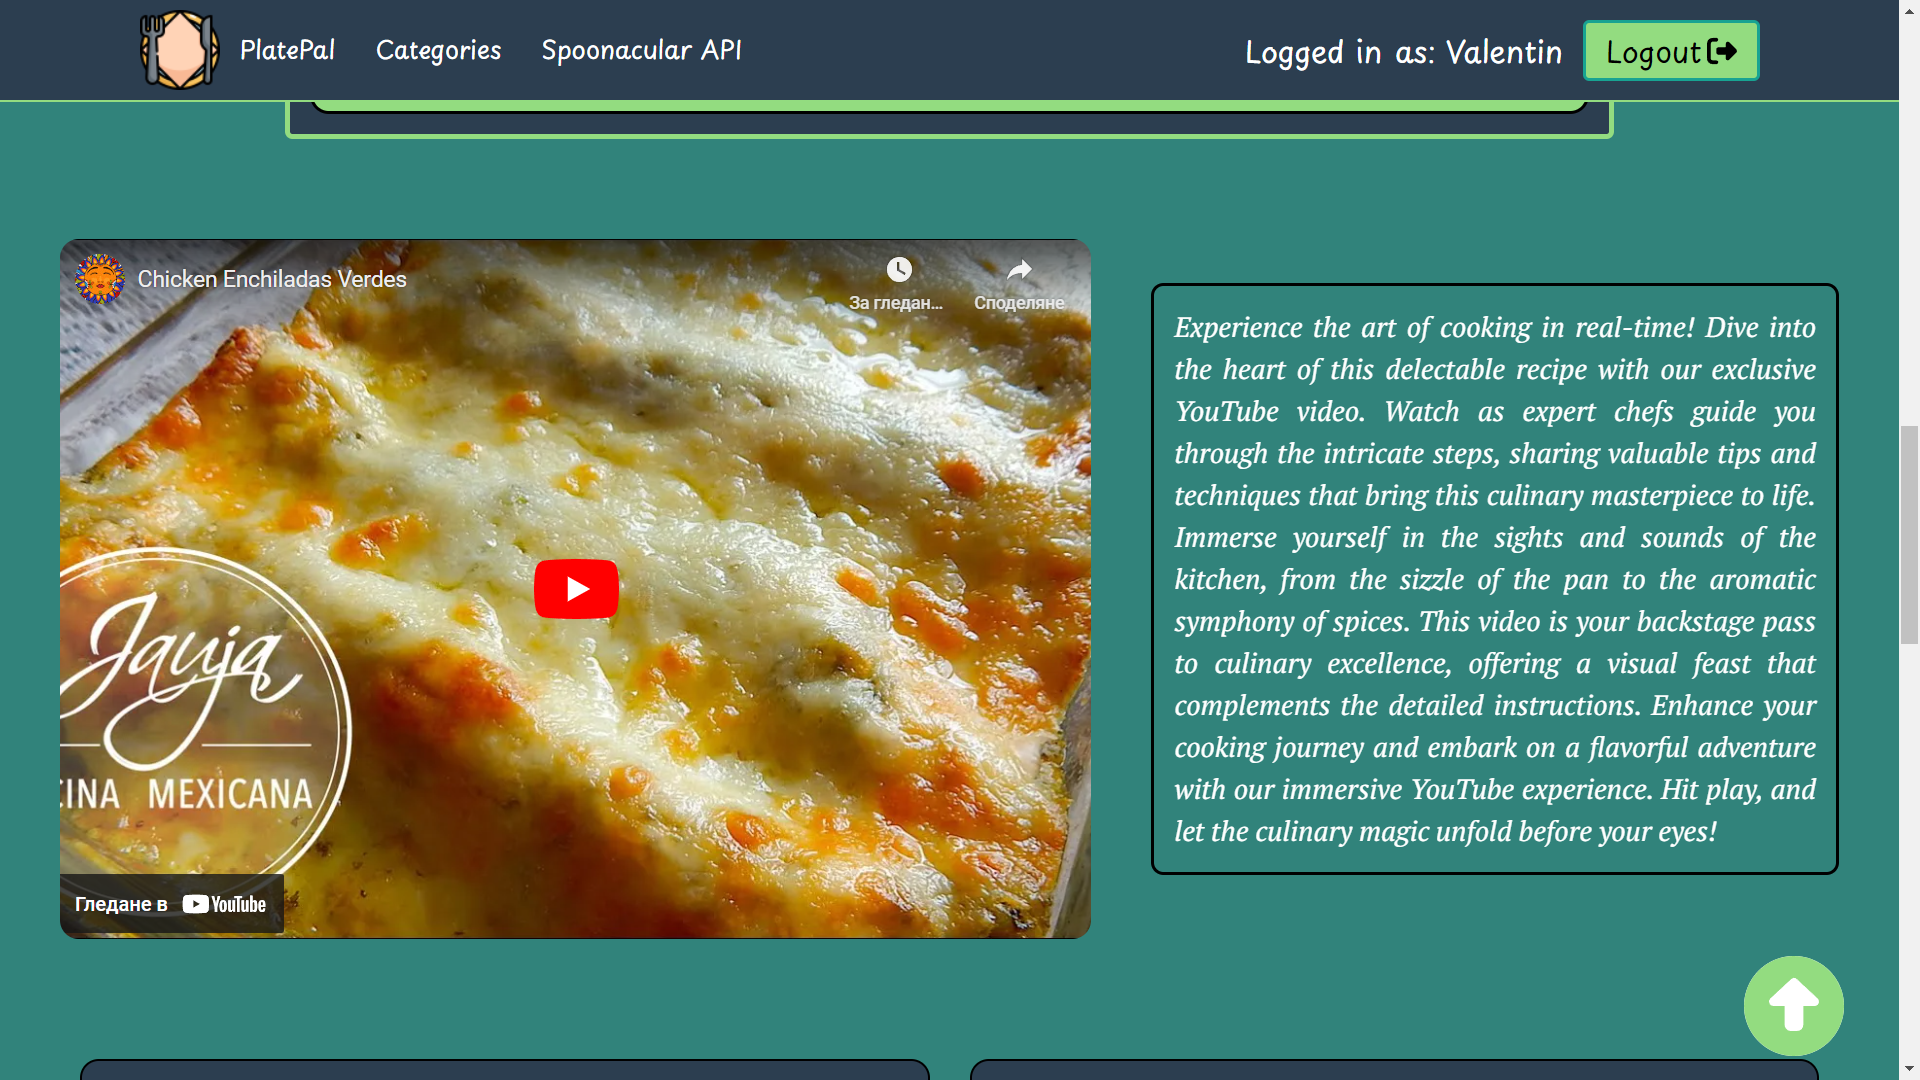 PlatePal Categories Spoonacular API Logged in as: Valentin Logout
Chicken Enchiladas Verdes
За гледан... Споделяне
Jauja
CINA MEXICANA
Гледане в YouTube
Experience the art of cooking in real-time! Dive into
the heart of this delectable recipe with our exclusive
YouTube video. Watch as expert chefs guide you
through the intricate steps, sharing valuable tips and
techniques that bring this culinary masterpiece to life.
Immerse yourself in the sights and sounds of the
kitchen, from the sizzle of the pan to the aromatic
symphony of spices. This video is your backstage pass
to culinary excellence, offering a visual feast that
complements the detailed instructions. Enhance your
cooking journey and embark on a flavorful adventure
with our immersive YouTube experience. Hit play, and
let the culinary magic unfold before your eyes!